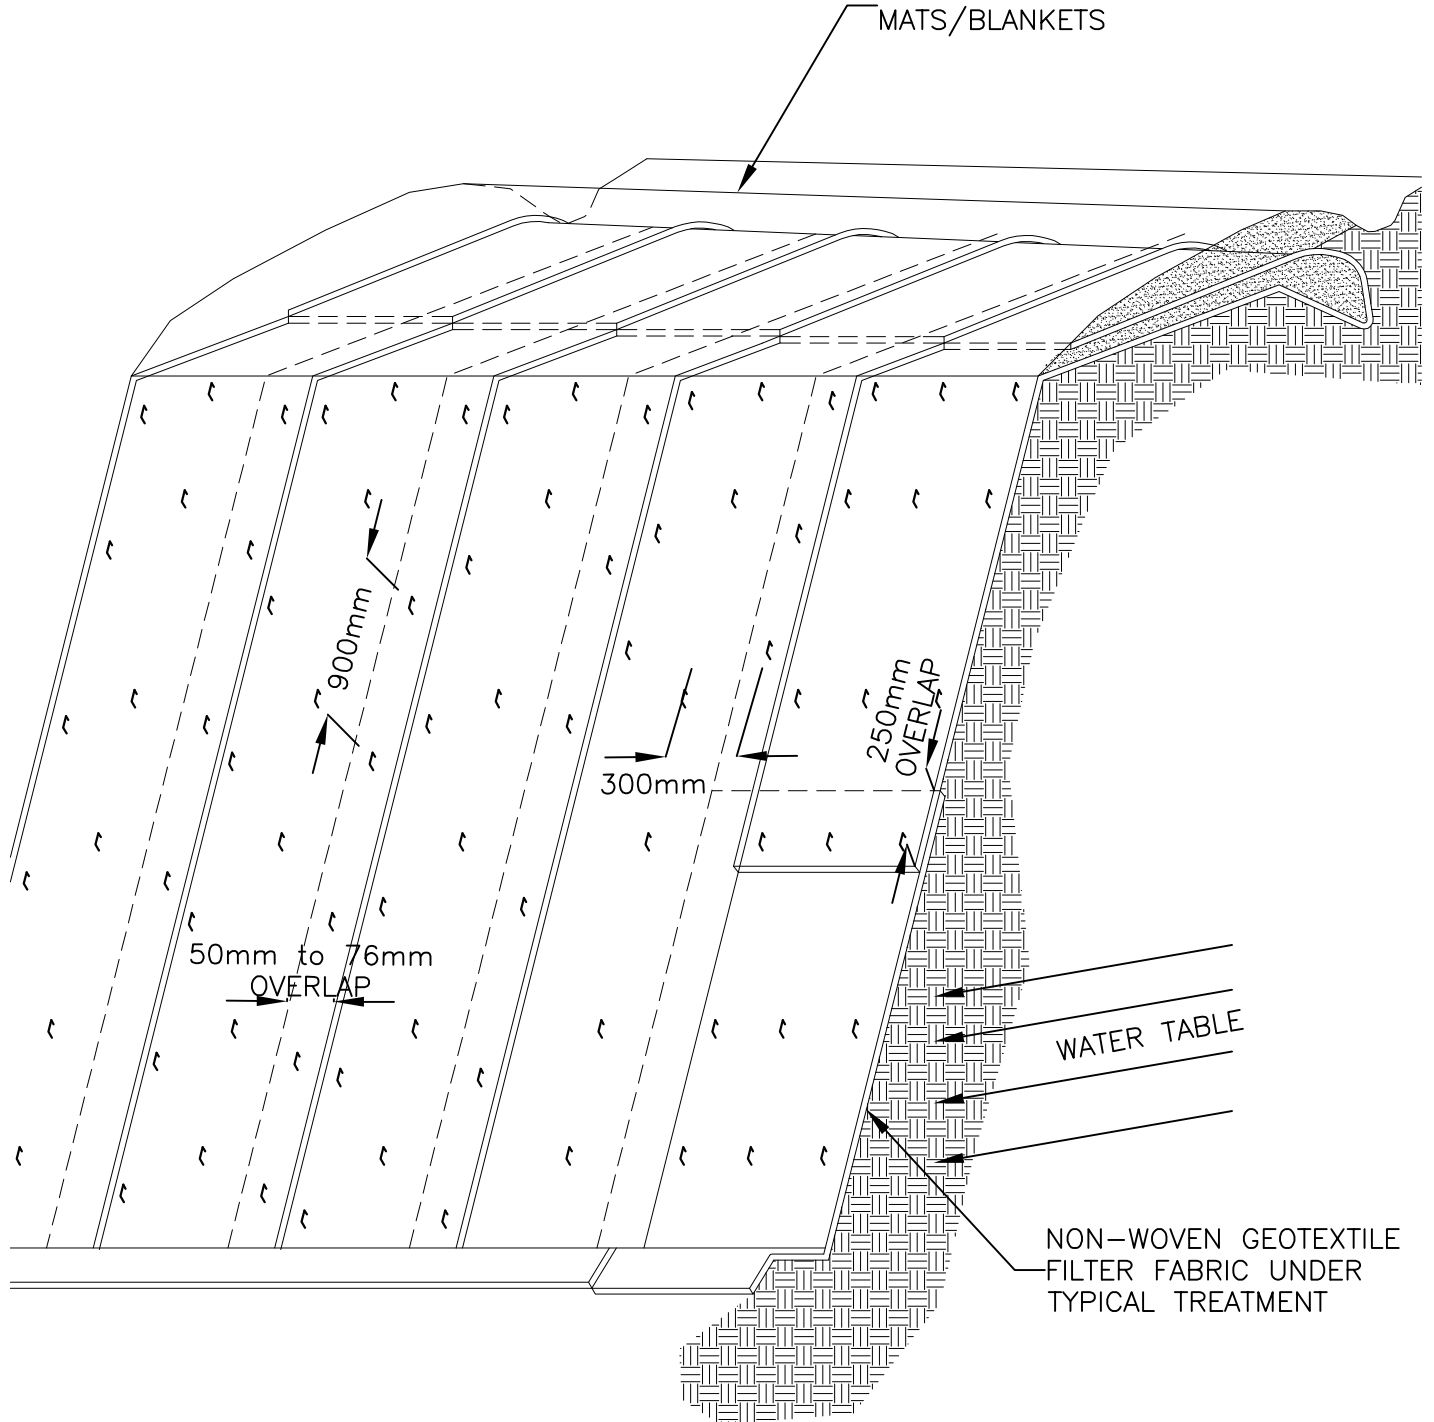 MATS/BLANKETS
900mm
250mm
OVERLAP
300mm
50mm to 76mm
OVERLAP
WATER TABLE
NON-WOVEN GEOTEXTILE
FILTER FABRIC UNDER
TYPICAL TREATMENT